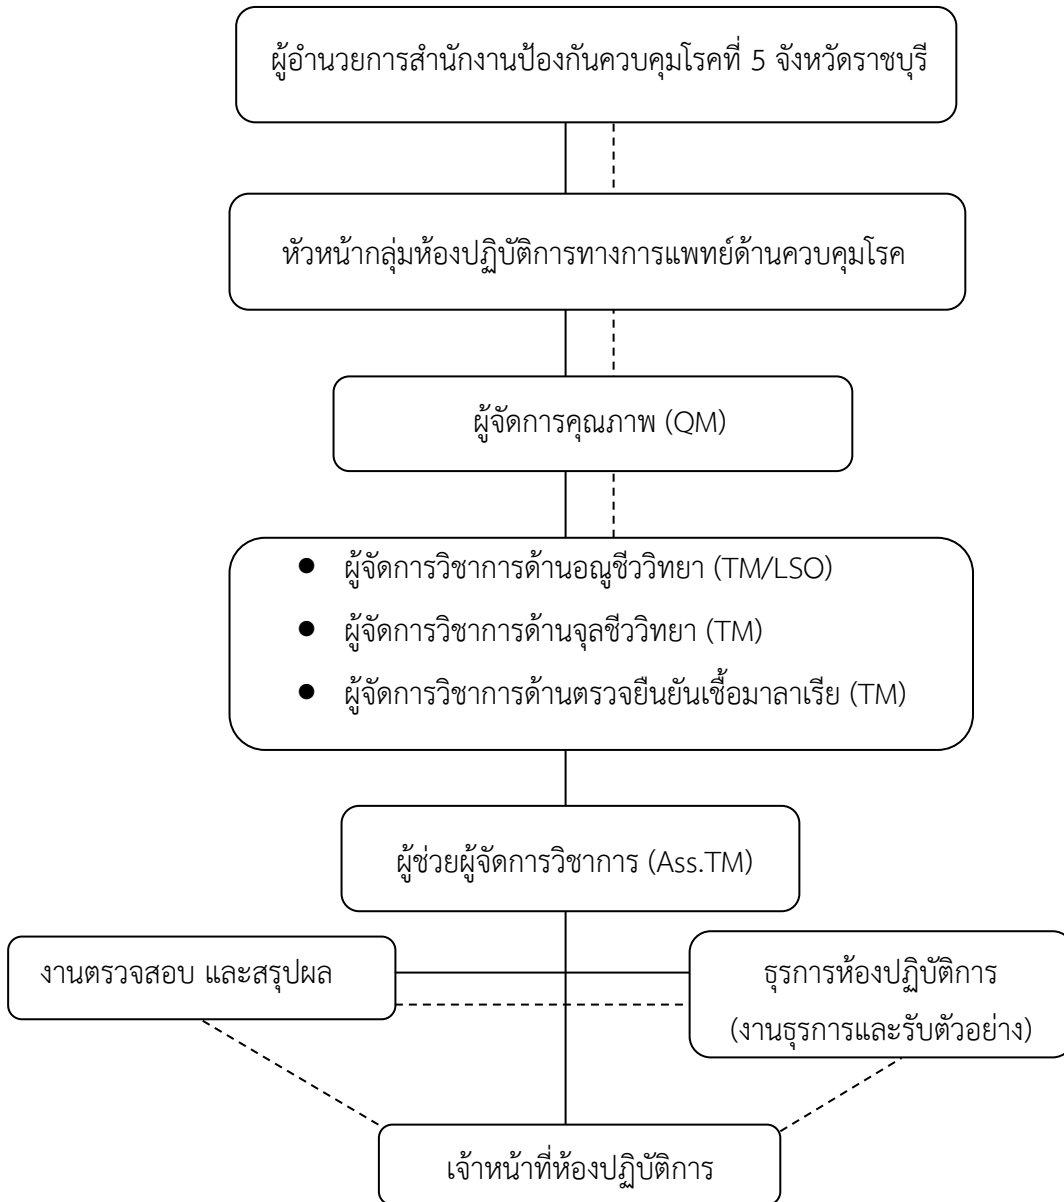 ผู้อำนวยการสำนักงานป้องกันควบคุมโรคที่ 5 จังหวัดราชบุรี
หัวหน้ากลุ่มห้องปฏิบัติการทางการแพทย์ด้านควบคุมโรค
ผู้จัดการคุณภาพ (QM)
● ผู้จัดการวิชาการด้านอณูชีววิทยา (TM/LSO)
● ผู้จัดการวิชาการด้านจุลชีววิทยา (TM)
● ผู้จัดการวิชาการด้านตรวจยืนยันเชื้อมาลาเรีย (TM)
ผู้ช่วยผู้จัดการวิชาการ (Ass.TM)
งานตรวจสอบ และสรุปผล
ธุรการห้องปฏิบัติการ
(งานธุรการและรับตัวอย่าง)
เจ้าหน้าที่ห้องปฏิบัติการ